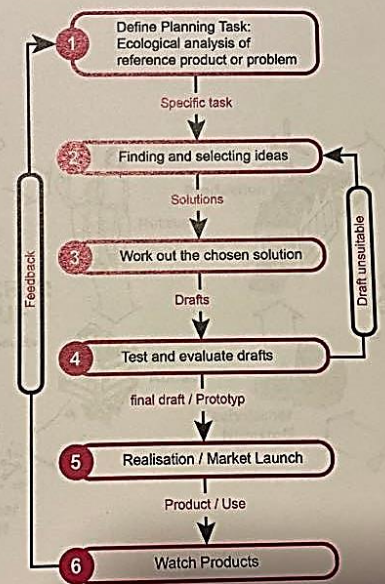 1
Define Planning Task:
Ecological analysis of
reference product or problem
Specific task
2
Finding and selecting ideas
Solutions
3
Work out the chosen solution
Drafts
4
Test and evaluate drafts
final draft / Prototyp
5
Realisation / Market Launch
Product / Use
6
Watch Products
Feedback
Draft unsuitable